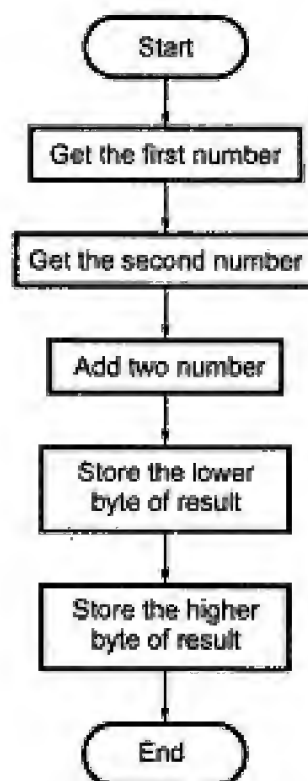 Start
Get the first number
Get the second number
Add two number
Store the lower
byte of result
Store the higher
byte of result
End